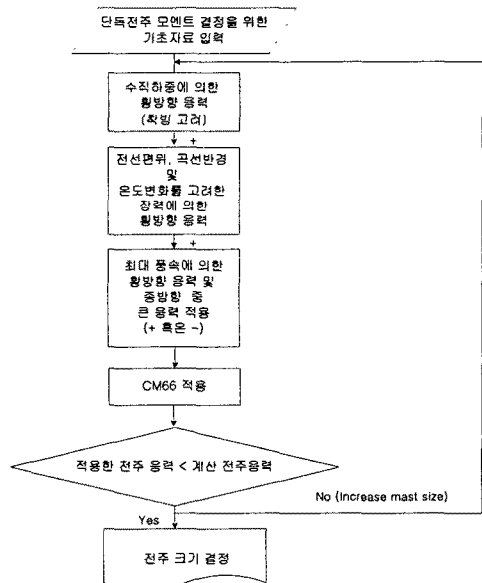 단독전주 모멘트 결정을 위한
기초자료 입력
수직하중에 의한
횡방향 응력
(착빙 고려)
+
전선편위, 곡선반경
및
온도변화를 고려한
장력에 의한
횡방향 응력
+
최대 풍속에 의한
횡방향 응력 및
종방향 중
큰 응력 적용
(+ 혹은 -)
CM66 적용
적용한 전주 응력 < 계산 전주응력
No (Increase mast size)
Yes
전주 크기 결정